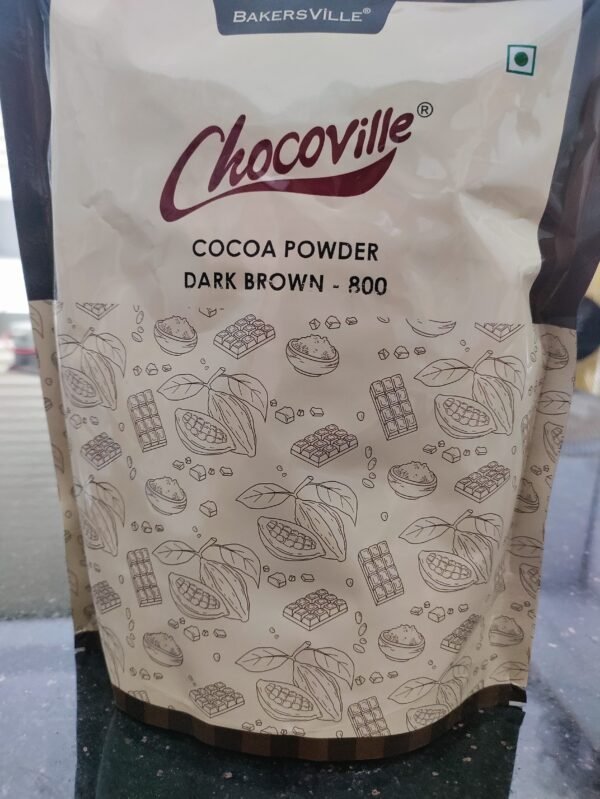 BAKERSVILLE®
Chocoville®
COCOA POWDER
DARK BROWN - 800